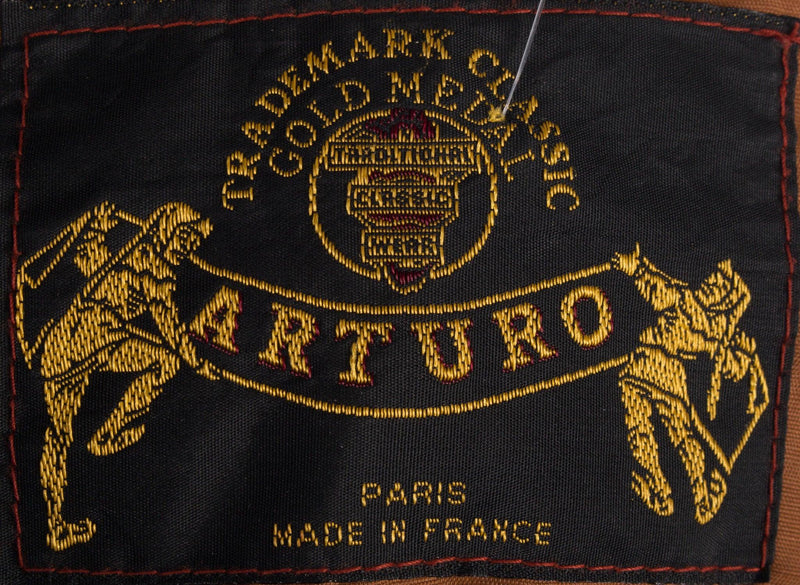 TRADEMARK CLASSIC
GOLD MEDAL
TRADITIONAL
CLASSIC
WEAR
ARTURO
PARIS
MADE IN FRANCE